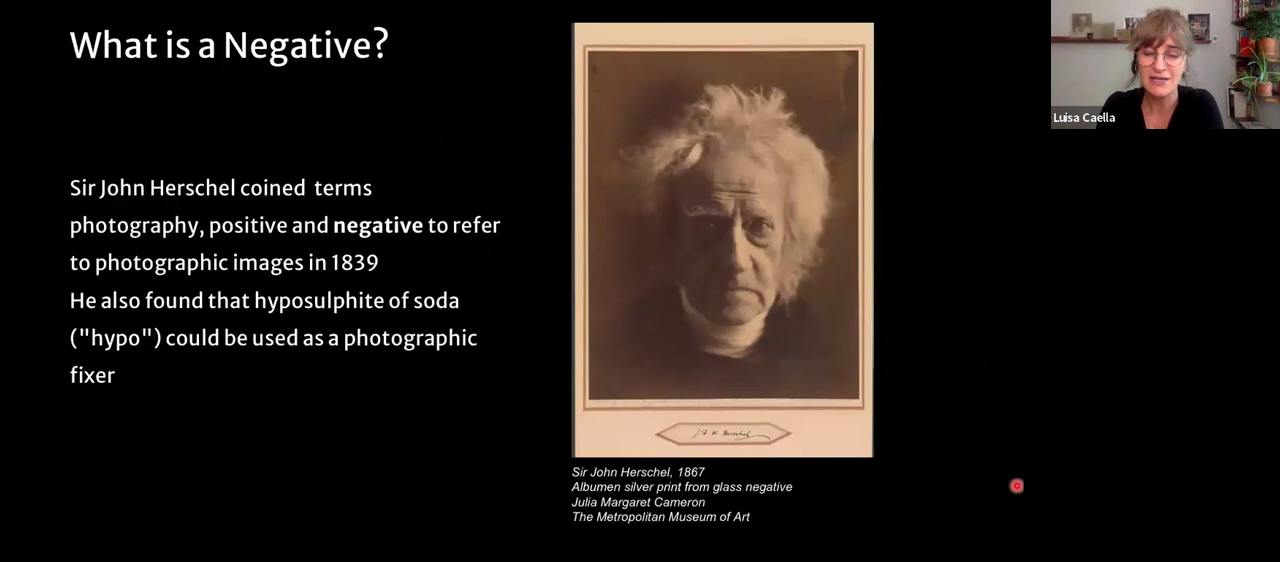 What is a Negative?
Sir John Herschel coined  terms
photography, positive and negative to refer
to photographic images in 1839
He also found that hyposulphite of soda
("hypo") could be used as a photographic
fixer
J F W Herschel
Sir John Herschel, 1867
Albumen silver print from glass negative
Julia Margaret Cameron
The Metropolitan Museum of Art
Luisa Caella